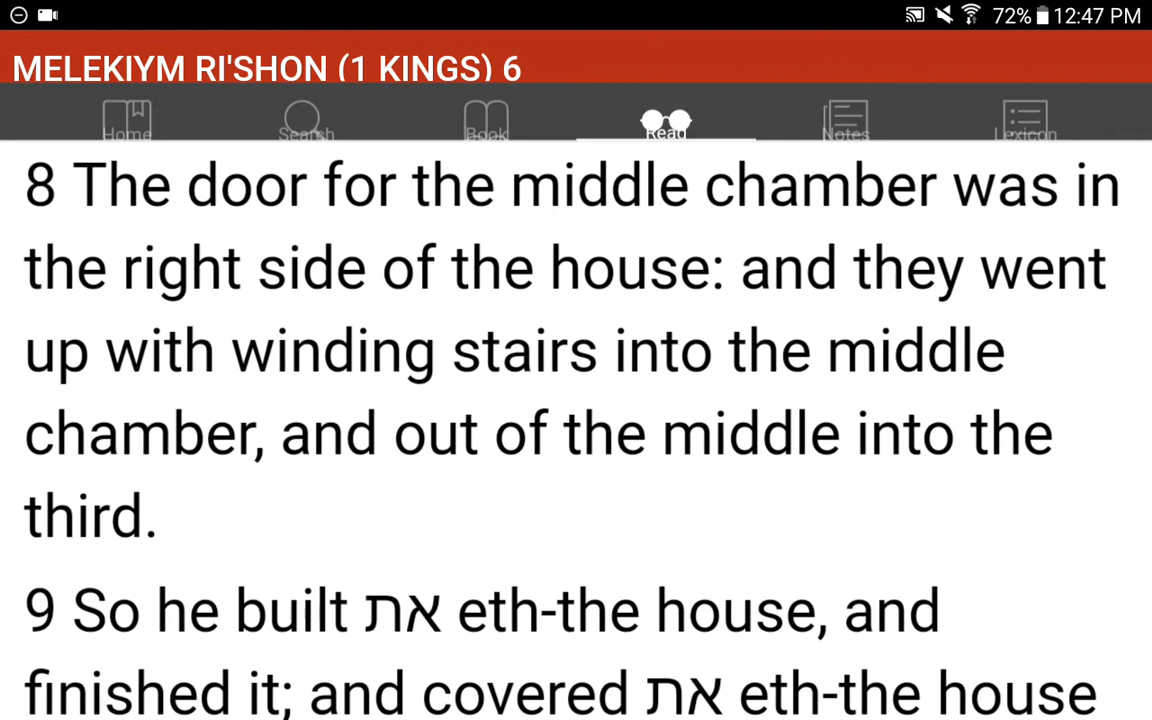 72% 12:47 PM
MELEKIYM RI'SHON (1 KINGS) 6
Home Search Book Read Notes Lexicon
8 The door for the middle chamber was in
the right side of the house: and they went
up with winding stairs into the middle
chamber, and out of the middle into the
third.
9 So he built את eth-the house, and
finished it; and covered את eth-the house